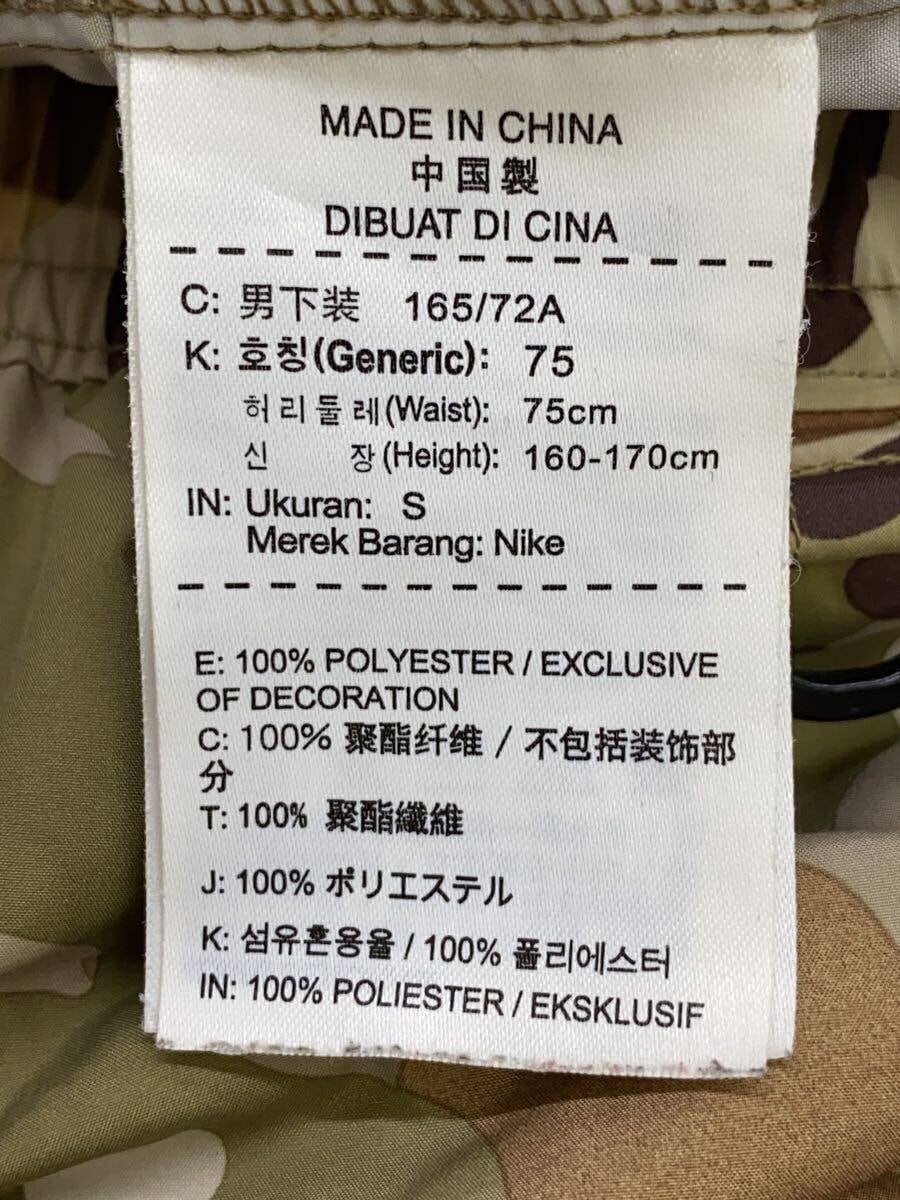 MADE IN CHINA
中国製
DIBUAT DI CINA
C: 男下装 165/72A
K: 호칭(Generic): 75
허리둘레(Waist): 75cm
신 장(Height): 160-170cm
IN: Ukuran: S
Merek Barang: Nike
E: 100% POLYESTER / EXCLUSIVE
OF DECORATION
C: 100% 聚酯纤维 / 不包括装饰部
分
T: 100% 聚酯纖維
J: 100% ポリエステル
K: 섬유혼용율 / 100% 폴리에스터
IN: 100% POLIESTER / EKSKLUSIF